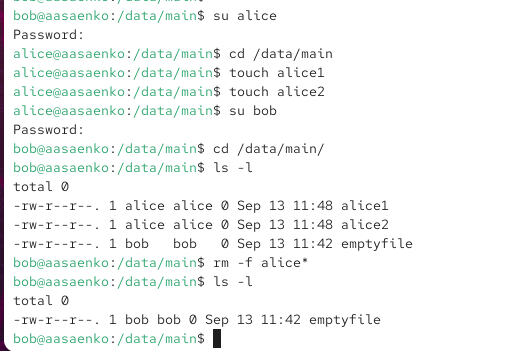 bob@aasaenko:/data/main$ su alice
Password:
alice@aasaenko:/data/main$ cd /data/main
alice@aasaenko:/data/main$ touch alice1
alice@aasaenko:/data/main$ touch alice2
alice@aasaenko:/data/main$ su bob
Password:
bob@aasaenko:/data/main$ cd /data/main/
bob@aasaenko:/data/main$ ls -l
total 0
-rw-r--r--. 1 alice alice 0 Sep 13 11:48 alice1
-rw-r--r--. 1 alice alice 0 Sep 13 11:48 alice2
-rw-r--r--. 1 bob   bob   0 Sep 13 11:42 emptyfile
bob@aasaenko:/data/main$ rm -f alice*
bob@aasaenko:/data/main$ ls -l
total 0
-rw-r--r--. 1 bob bob 0 Sep 13 11:42 emptyfile
bob@aasaenko:/data/main$